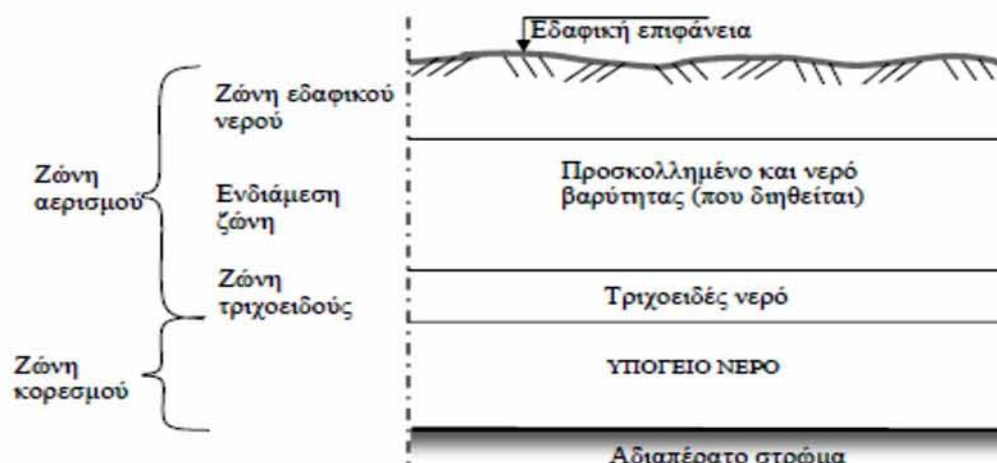 Εδαφική επιφάνεια
Ζώνη εδαφικού
νερού
Ζώνη
αερισμού
Προσκολλημένο και νερό
βαρύτητας (που διηθείται)
Ενδιάμεση
ζώνη
Ζώνη
τριχοειδούς
Τριχοειδές νερό
Ζώνη
κορεσμού
ΥΠΟΓΕΙΟ ΝΕΡΟ
Αδιαπέρατο στρώμα